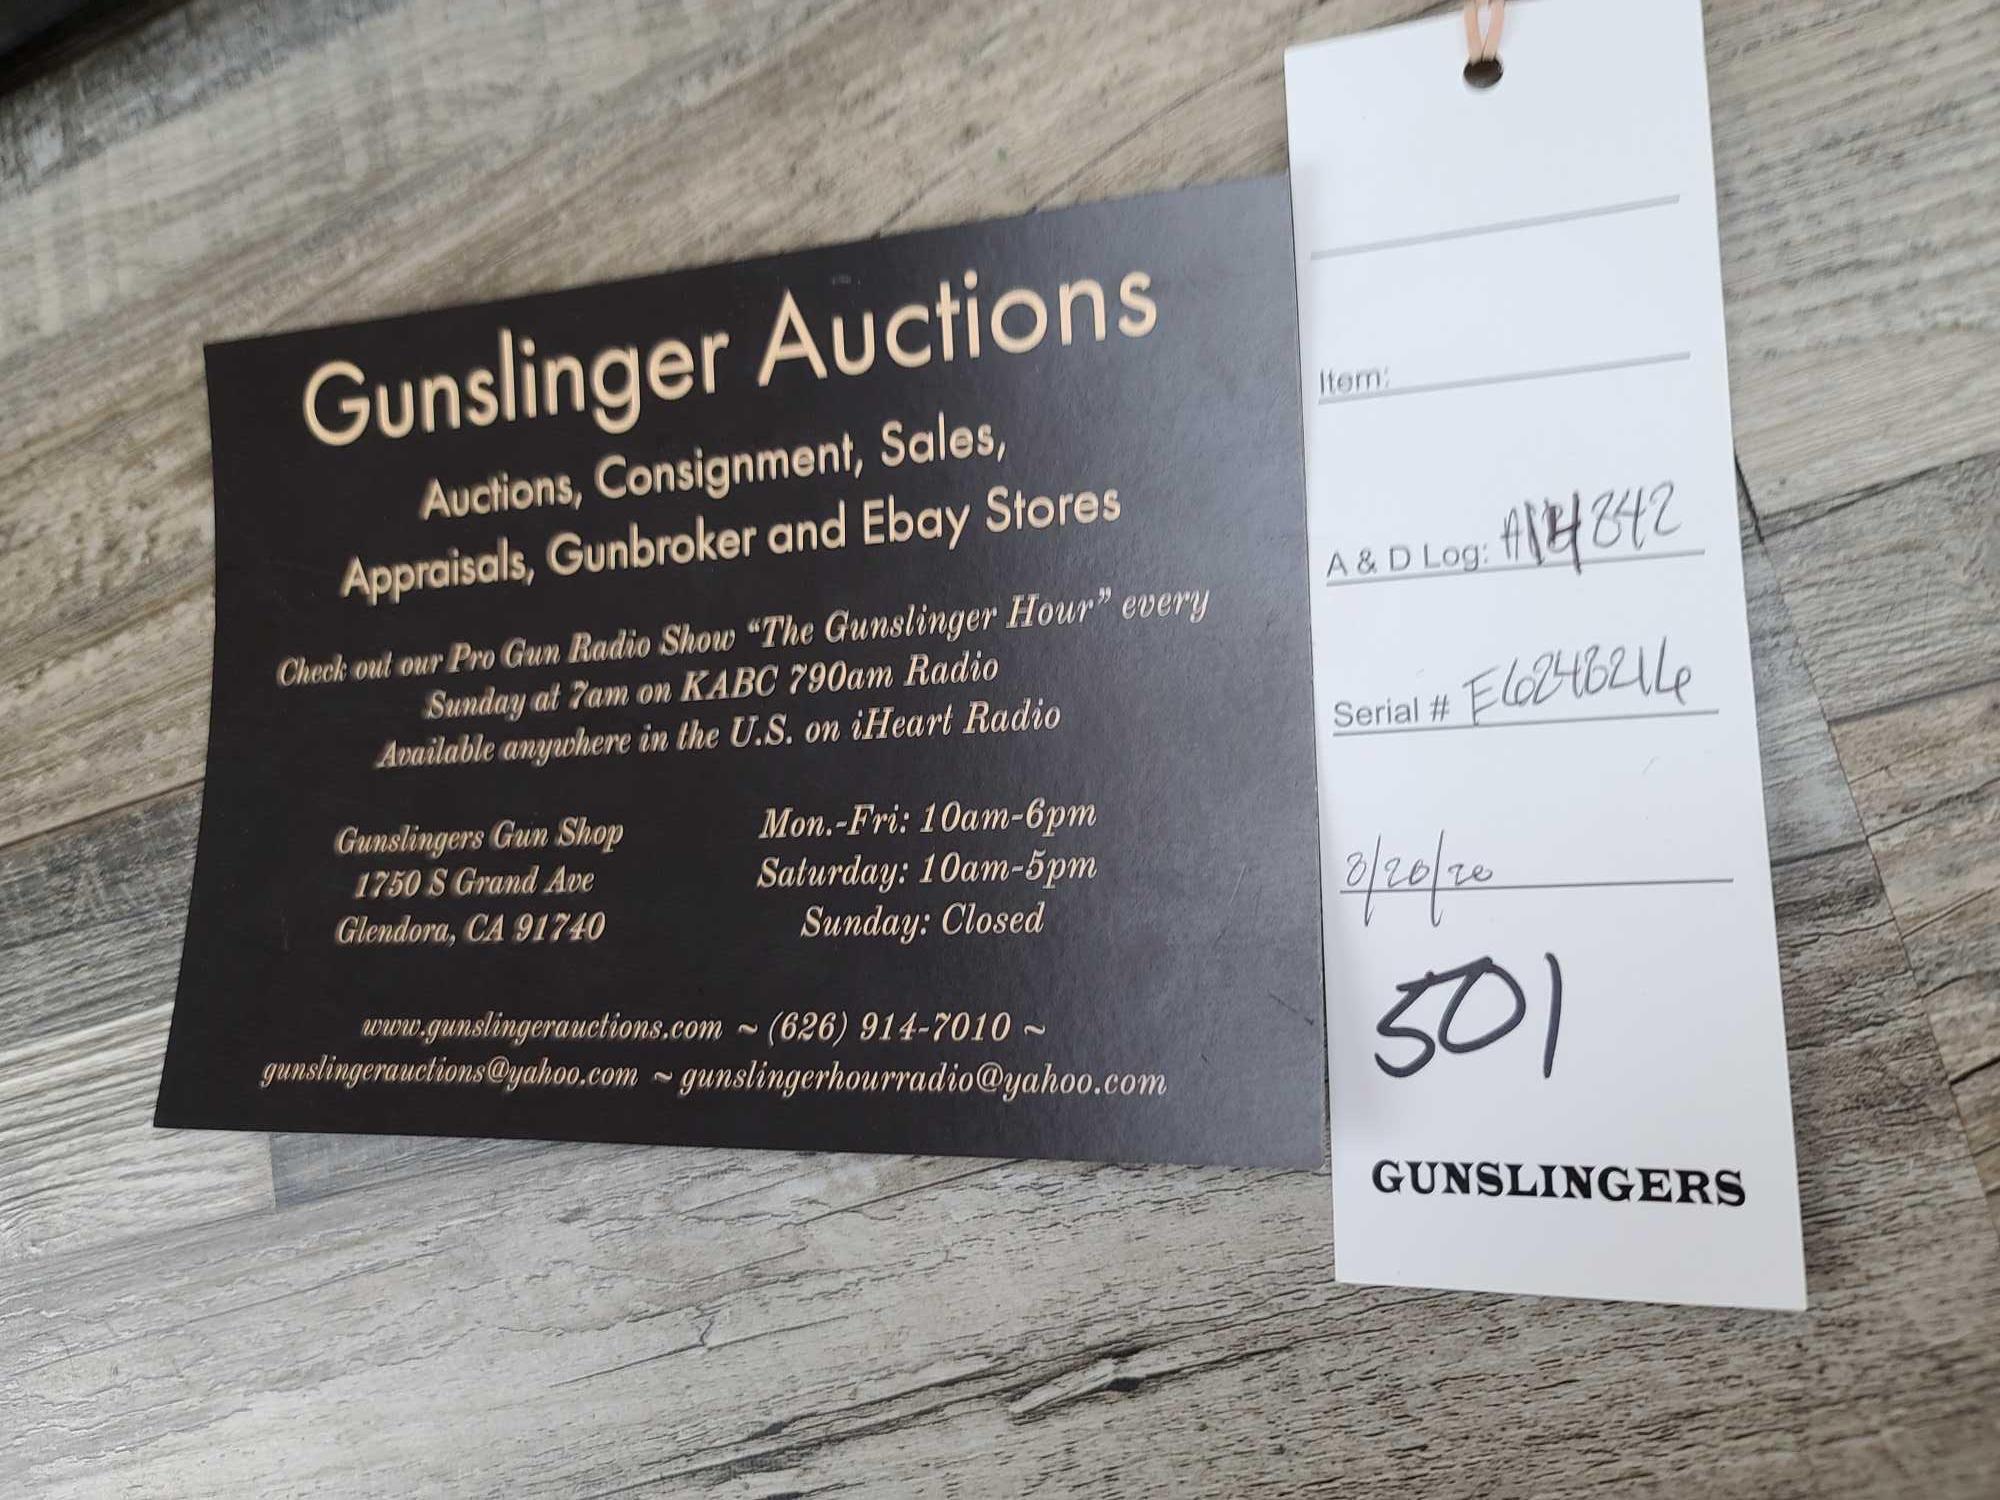 Gunslinger Auctions
Auctions, Consignment, Sales,
Appraisals, Gunbroker and Ebay Stores
Check out our Pro Gun Radio Show “The Gunslinger Hour” every
Sunday at 7am on KABC 790am Radio
Available anywhere in the U.S. on iHeart Radio
Gunslingers Gun Shop
1750 S Grand Ave
Glendora, CA 91740
Mon.-Fri: 10am-6pm
Saturday: 10am-5pm
Sunday: Closed
www.gunslingerauctions.com ~ (626) 914-7010 ~
gunslingerauctions@yahoo.com ~ gunslingerhourradio@yahoo.com
Item:
A & D Log:
Serial #
501
GUNSLINGERS